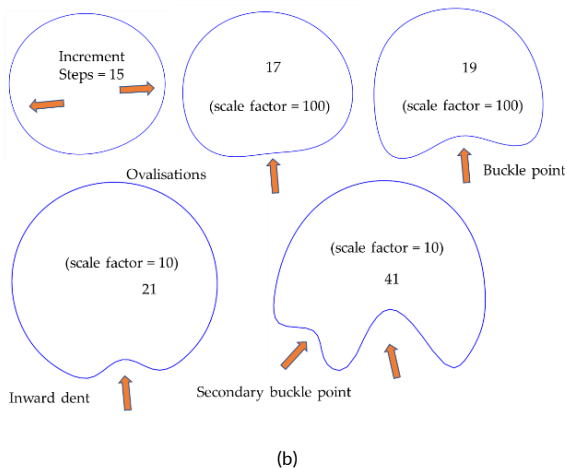 Increment
Steps = 15
17
(scale factor = 100)
19
(scale factor = 100)
Ovalisations
Buckle point
(scale factor = 10)
21
(scale factor = 10)
41
Inward dent
Secondary buckle point
(b)